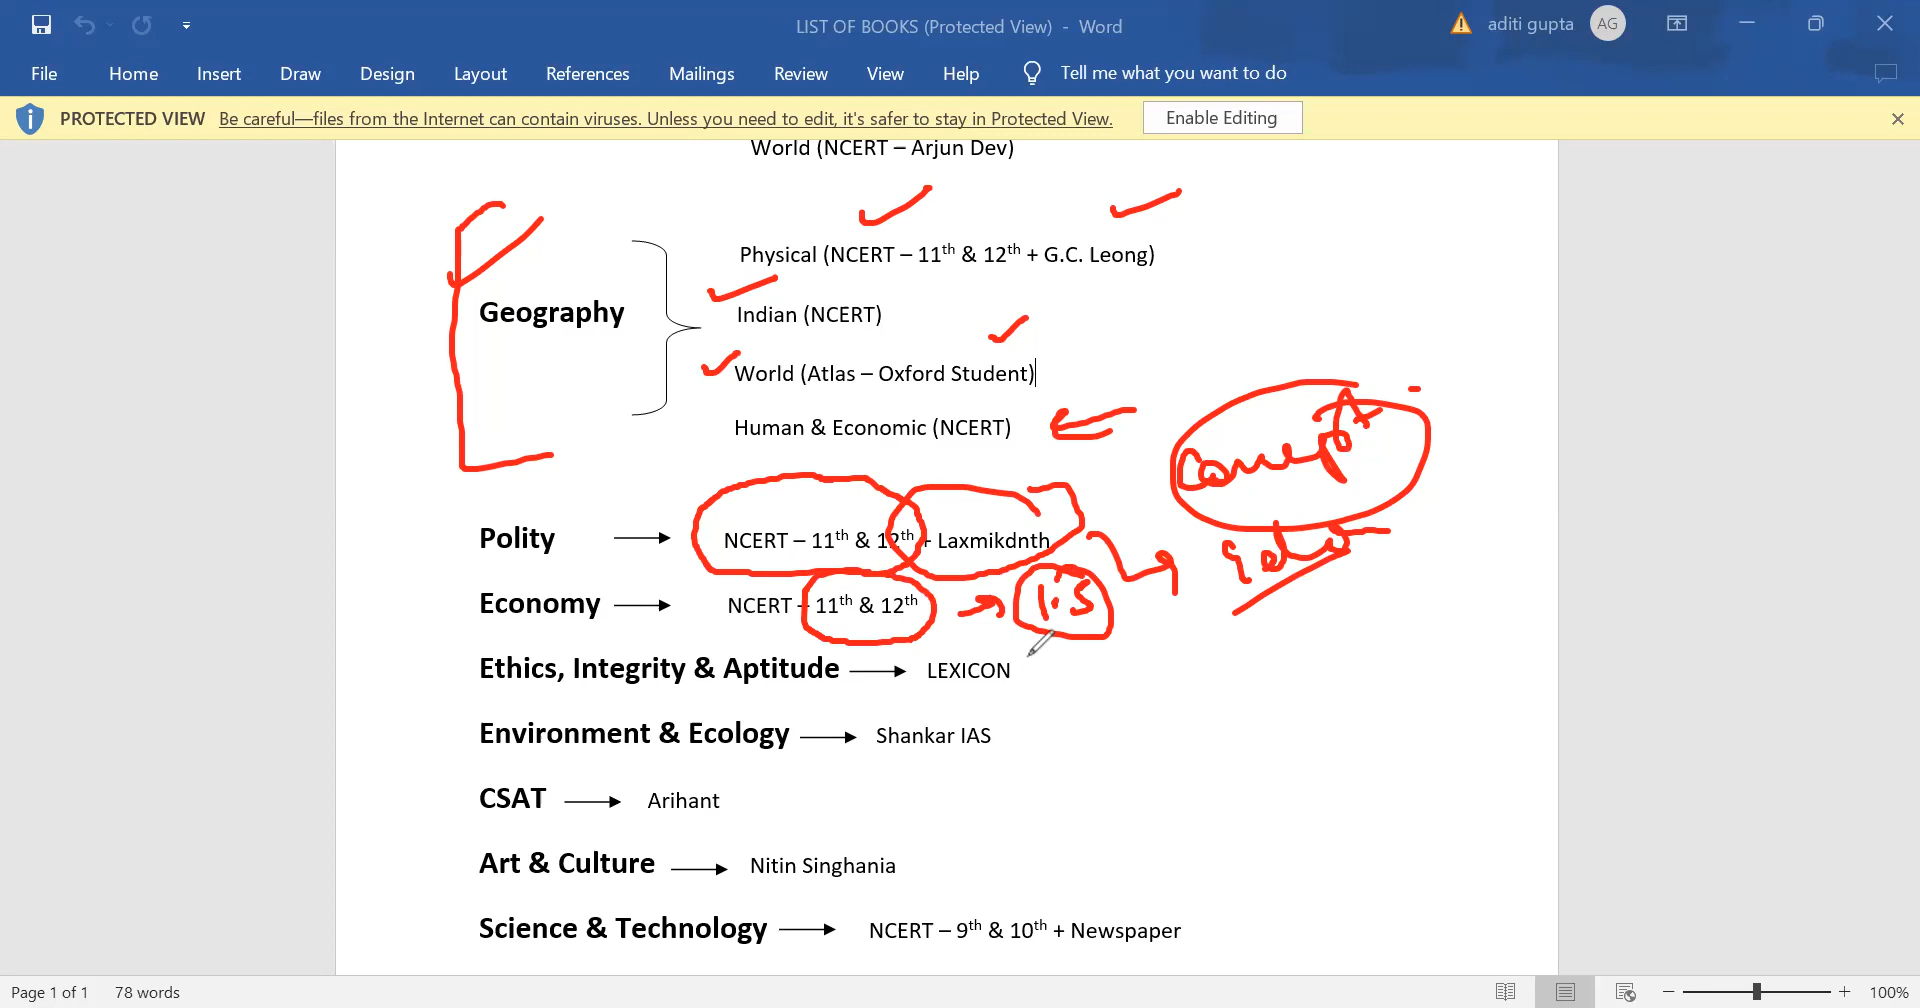 LIST OF BOOKS (Protected View) - Word
aditi gupta AG
File Home Insert Draw Design Layout References Mailings Review View Help Tell me what you want to do
PROTECTED VIEW Be careful—files from the Internet can contain viruses. Unless you need to edit, it's safer to stay in Protected View. Enable Editing
World (NCERT – Arjun Dev)
Physical (NCERT – 11th & 12th + G.C. Leong)
Geography
Indian (NCERT)
World (Atlas – Oxford Student)
Human & Economic (NCERT)
Concept
Polity NCERT – 11th & 12th + Laxmikdnth
Economy NCERT – 11th & 12th 1.5
Ethics, Integrity & Aptitude LEXICON
Environment & Ecology Shankar IAS
CSAT Arihant
Art & Culture Nitin Singhania
Science & Technology NCERT – 9th & 10th + Newspaper
Page 1 of 1 78 words 100%